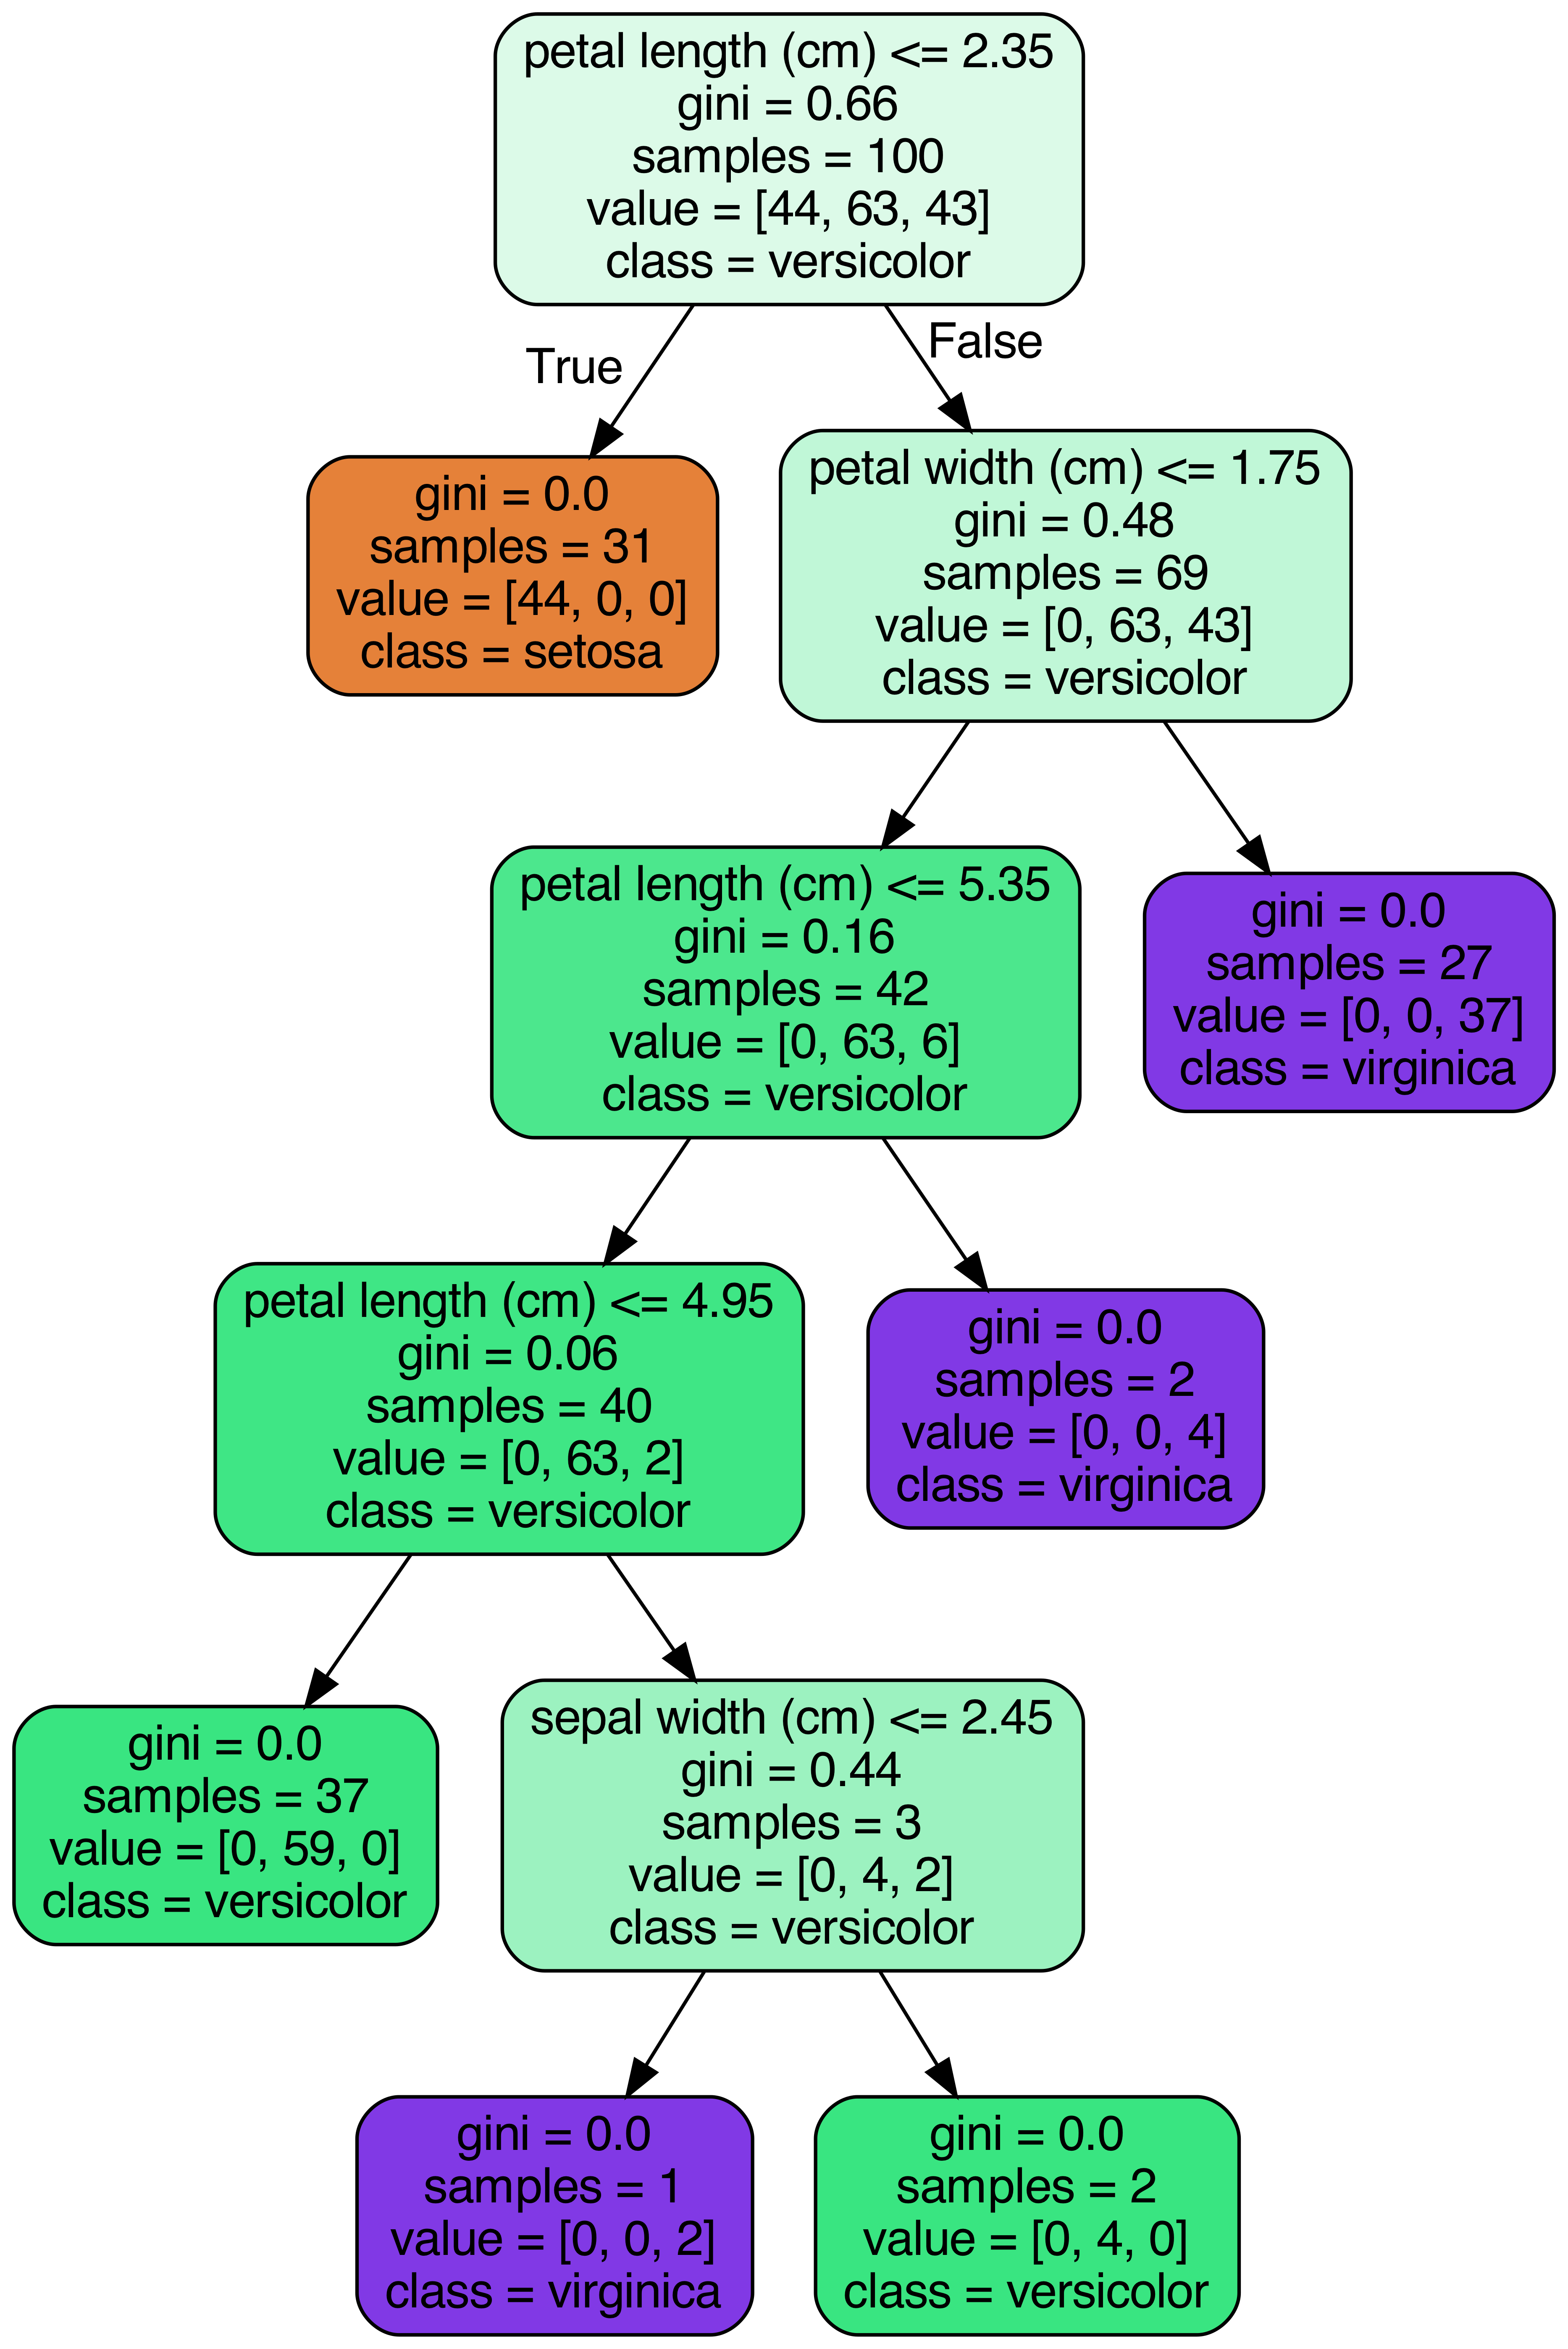 petal length (cm) <= 2.35
gini = 0.66
samples = 100
value = [44, 63, 43]
class = versicolor
True
False
gini = 0.0
samples = 31
value = [44, 0, 0]
class = setosa
petal width (cm) <= 1.75
gini = 0.48
samples = 69
value = [0, 63, 43]
class = versicolor
petal length (cm) <= 5.35
gini = 0.16
samples = 42
value = [0, 63, 6]
class = versicolor
gini = 0.0
samples = 27
value = [0, 0, 37]
class = virginica
petal length (cm) <= 4.95
gini = 0.06
samples = 40
value = [0, 63, 2]
class = versicolor
gini = 0.0
samples = 2
value = [0, 0, 4]
class = virginica
gini = 0.0
samples = 37
value = [0, 59, 0]
class = versicolor
sepal width (cm) <= 2.45
gini = 0.44
samples = 3
value = [0, 4, 2]
class = versicolor
gini = 0.0
samples = 1
value = [0, 0, 2]
class = virginica
gini = 0.0
samples = 2
value = [0, 4, 0]
class = versicolor